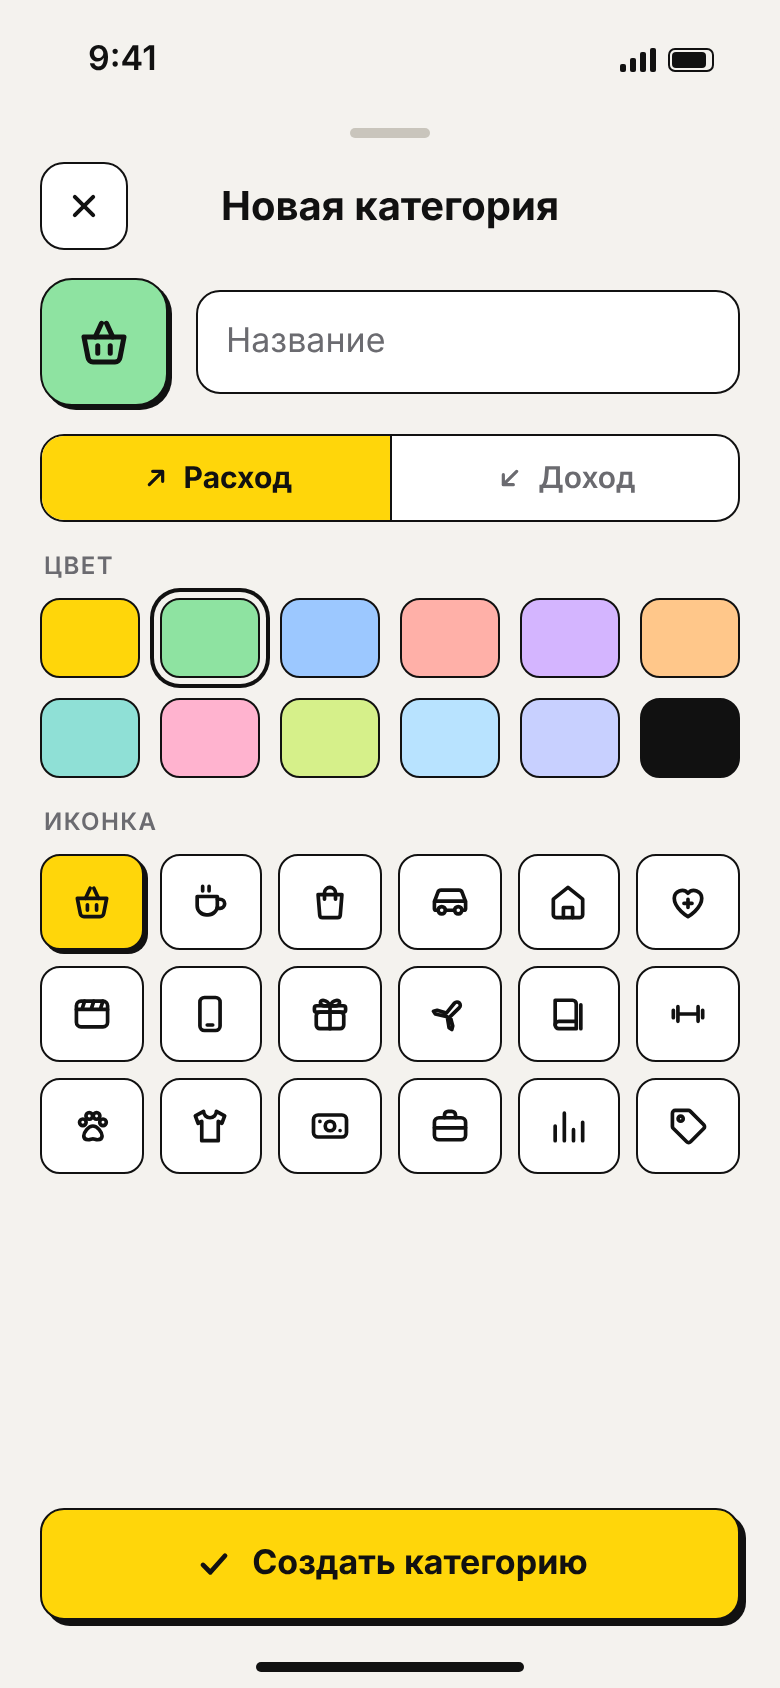 9:41
Новая категория
Название
Расход
Доход
ЦВЕТ
ИКОНКА
Создать категорию